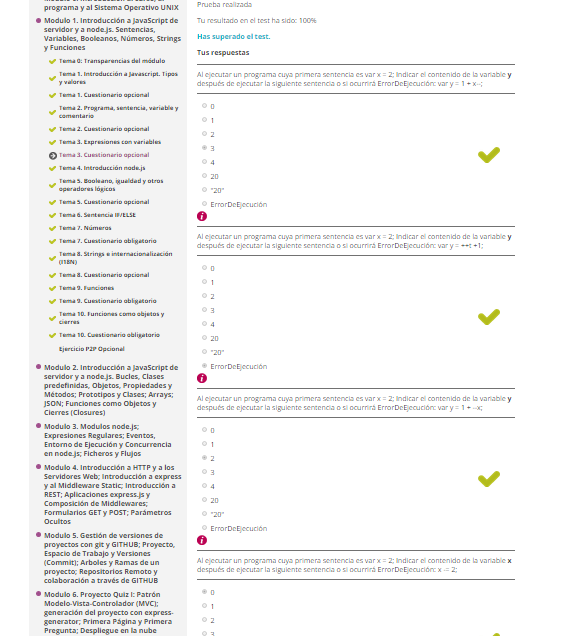 programa y al Sistema Operativo UNIX
Modulo 1. Introducción a JavaScript de
servidor y a node.js. Sentencias,
Variables, Booleanos, Números, Strings
y Funciones
Tema 0: Transparencias del módulo
Tema 1. Introducción a Javascript. Tipos
y valores
Tema 1. Cuestionario opcional
Tema 2. Programa, sentencia, variable y
comentario
Tema 2. Cuestionario opcional
Tema 3. Expresiones con variables
Tema 3. Cuestionario opcional
Tema 4. Introducción node.js
Tema 5. Booleano, igualdad y otros
operadores lógicos
Tema 5. Cuestionario opcional
Tema 6. Sentencia IF/ELSE
Tema 7. Números
Tema 7. Cuestionario obligatorio
Tema 8. Strings e internacionalización
(I18N)
Tema 8. Cuestionario opcional
Tema 9. Funciones
Tema 9. Cuestionario obligatorio
Tema 10. Funciones como objetos y
cierres
Tema 10. Cuestionario obligatorio
Ejercicio P2P Opcional
Modulo 2. Introducción a JavaScript de
servidor y a node.js. Bucles, Clases
predefinidas, Objetos, Propiedades y
Métodos; Prototipos y Clases; Arrays;
JSON; Funciones como Objetos y
Cierres (Closures)
Modulo 3. Modulos node.js;
Expresiones Regulares; Eventos,
Entorno de Ejecución y Concurrencia
en node.js; Ficheros y Flujos
Modulo 4. Introducción a HTTP y a los
Servidores Web; Introducción a express
y al Middleware Static; Introducción a
REST; Aplicaciones express.js y
Composición de Middlewares;
Formularios GET y POST; Parámetros
Ocultos
Modulo 5. Gestión de versiones de
proyectos con git y GITHUB; Proyecto,
Espacio de Trabajo y Versiones
(Commit); Arboles y Ramas de un
proyecto; Repositorios Remoto y
colaboración a través de GITHUB
Modulo 6. Proyecto Quiz I: Patrón
Modelo-Vista-Controlador (MVC);
generación del proyecto con express-
generator; Primera Página y Primera
Pregunta; Despliegue en la nube
Prueba realizada
Tu resultado en el test ha sido: 100%
Has superado el test.
Tus respuestas
Al ejecutar un programa cuya primera sentencia es var x = 2; Indicar el contenido de la variable y
después de ejecutar la siguiente sentencia o si ocurrirá ErrorDeEjecución: var y = 1 + x--;
0
1
2
3
4
20
"20"
ErrorDeEjecución
i
Al ejecutar un programa cuya primera sentencia es var x = 2; Indicar el contenido de la variable y
después de ejecutar la siguiente sentencia o si ocurrirá ErrorDeEjecución: var y = ++t +1;
0
1
2
3
4
20
"20"
ErrorDeEjecución
i
Al ejecutar un programa cuya primera sentencia es var x = 2; Indicar el contenido de la variable y
después de ejecutar la siguiente sentencia o si ocurrirá ErrorDeEjecución: var y = 1 + --x;
0
1
2
3
4
20
"20"
ErrorDeEjecución
i
Al ejecutar un programa cuya primera sentencia es var x = 2; Indicar el contenido de la variable x
después de ejecutar la siguiente sentencia o si ocurrirá ErrorDeEjecución: x -= 2;
0
1
2
3